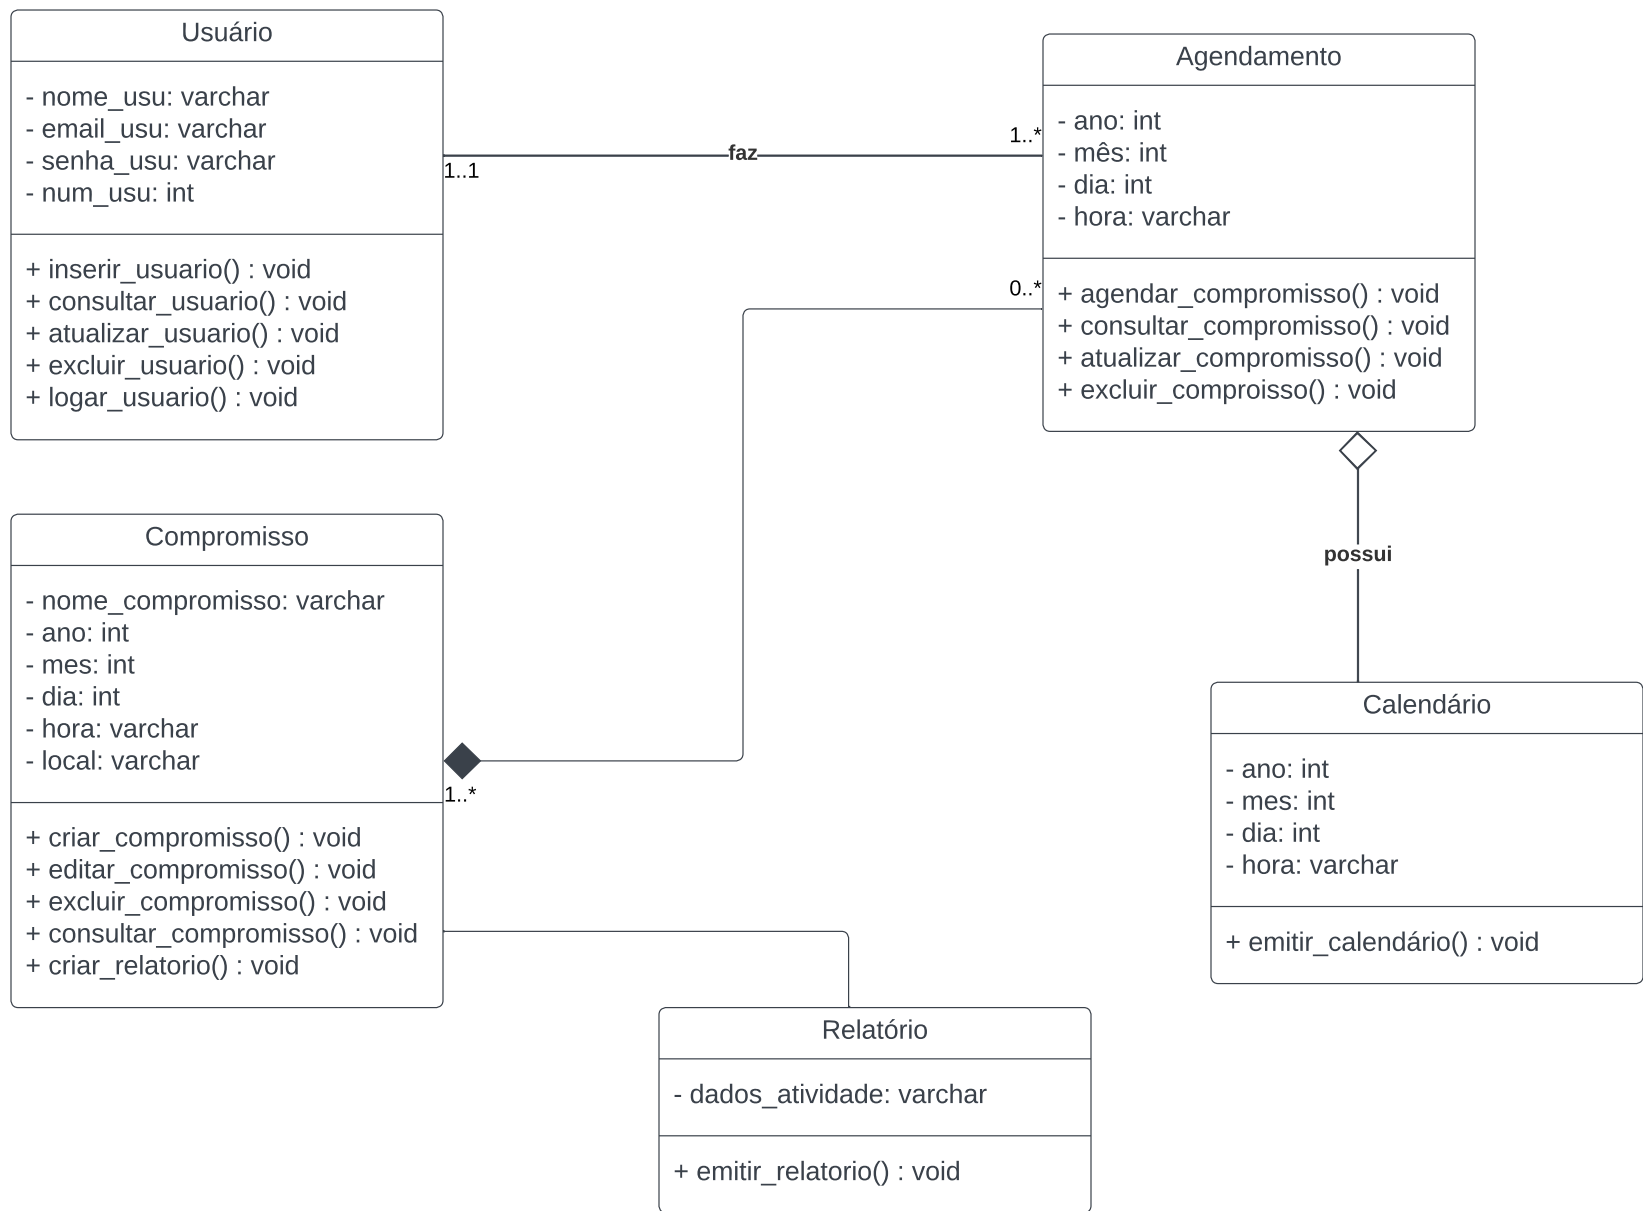 Usuário
- nome_usu: varchar
- email_usu: varchar
- senha_usu: varchar
- num_usu: int
+ inserir_usuario() : void
+ consultar_usuario() : void
+ atualizar_usuario() : void
+ excluir_usuario() : void
+ logar_usuario() : void
1..1
faz
1..*
Agendamento
- ano: int
- mês: int
- dia: int
- hora: varchar
+ agendar_compromisso() : void
+ consultar_compromisso() : void
+ atualizar_compromisso() : void
+ excluir_comproisso() : void
0..*
Compromisso
- nome_compromisso: varchar
- ano: int
- mes: int
- dia: int
- hora: varchar
- local: varchar
+ criar_compromisso() : void
+ editar_compromisso() : void
+ excluir_compromisso() : void
+ consultar_compromisso() : void
+ criar_relatorio() : void
1..*
possui
Calendário
- ano: int
- mes: int
- dia: int
- hora: varchar
+ emitir_calendário() : void
Relatório
- dados_atividade: varchar
+ emitir_relatorio() : void